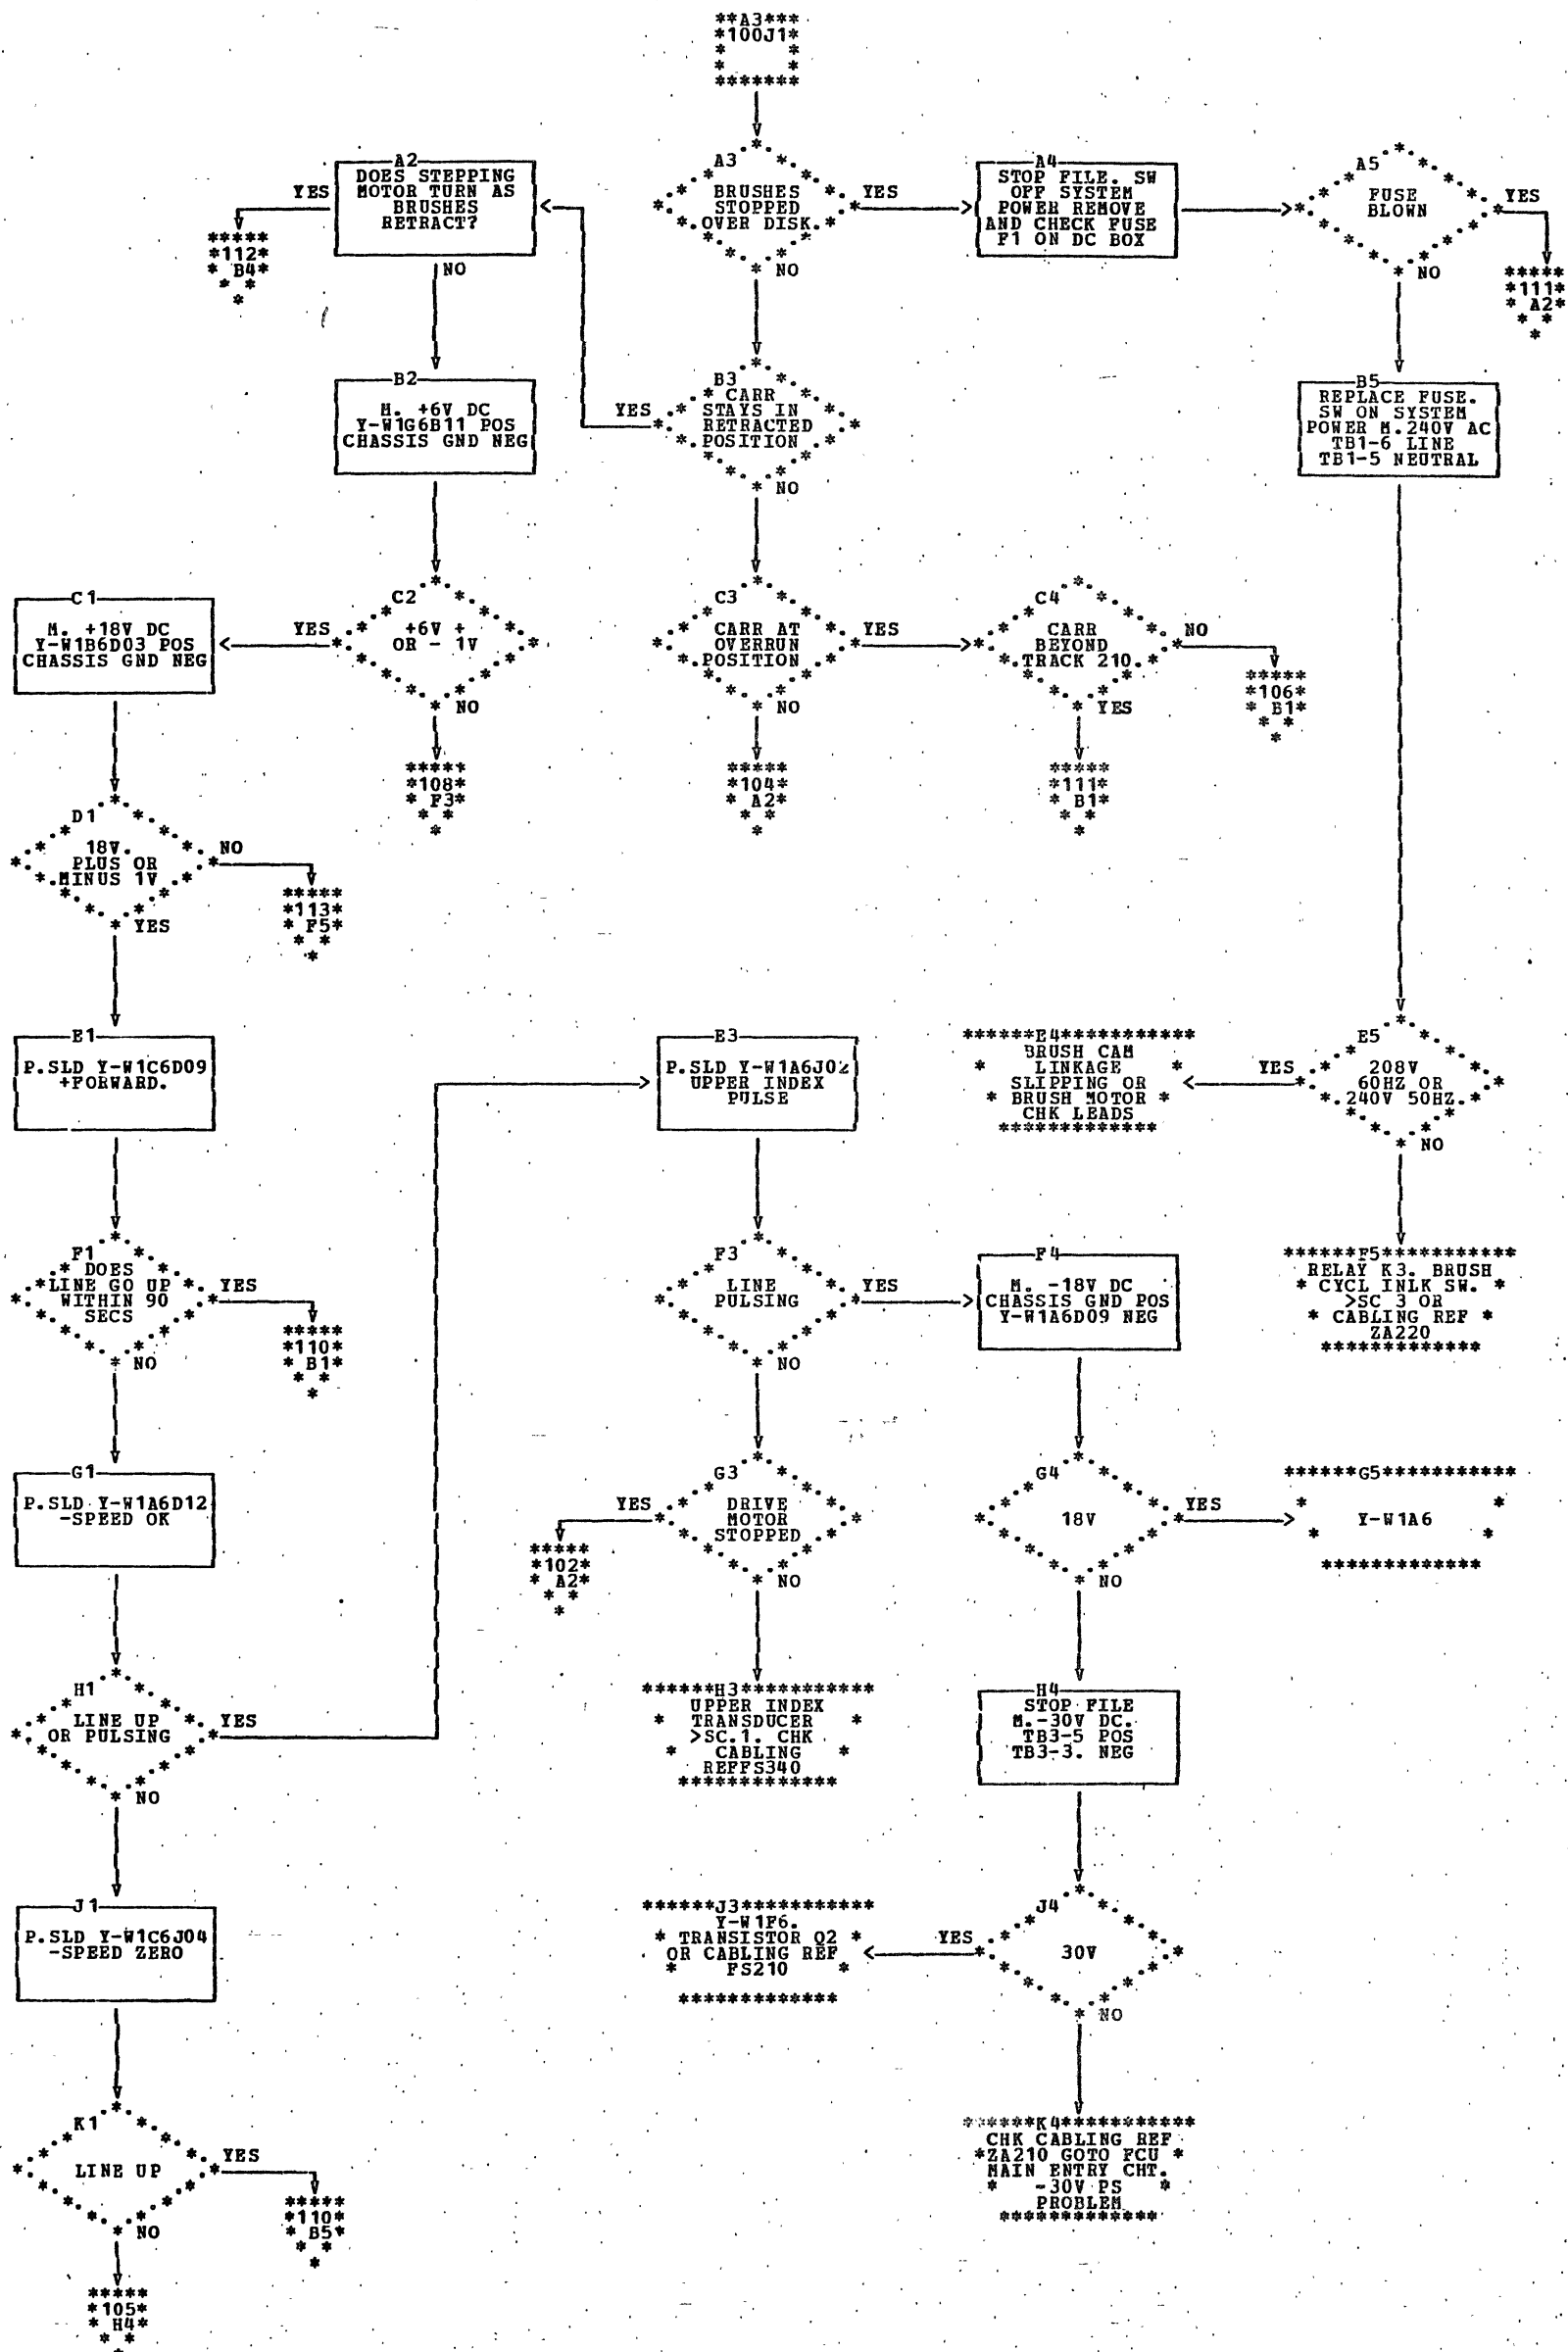 **A3***
*100J1*
* *
* *
*******
A2
DOES STEPPING
MOTOR TURN AS
BRUSHES
RETRACT?
YES
NO
*****
*112*
* B4*
* *
*
A3
BRUSHES
STOPPED
OVER DISK.
YES
NO
A4
STOP FILE. SW
OFF SYSTEM
POWER REMOVE
AND CHECK FUSE
F1 ON DC BOX
A5
FUSE
BLOWN
YES
NO
*****
*111*
* A2*
* *
*
B2
M. +6V DC
Y-W1G6B11 POS
CHASSIS GND NEG
B3
CARR
STAYS IN
RETRACTED
POSITION
YES
NO
B5
REPLACE FUSE.
SW ON SYSTEM
POWER M.240V AC
TB1-6 LINE
TB1-5 NEUTRAL
C1
M. +18V DC
Y-W1B6D03 POS
CHASSIS GND NEG
C2
+6V +
OR - 1V
YES
NO
*****
*108*
* F3*
* *
*
C3
CARR AT
OVERRUN
POSITION
YES
NO
*****
*104*
* A2*
* *
*
C4
CARR
BEYOND
TRACK 210.
NO
YES
*****
*106*
* B1*
* *
*
*****
*111*
* B1*
* *
*
D1
18V.
PLUS OR
MINUS 1V
NO
YES
*****
*113*
* F5*
* *
*
E1
P.SLD Y-W1C6D09
+FORWARD.
E3
P.SLD Y-W1A6J02
UPPER INDEX
PULSE
******E4***********
BRUSH CAM
* LINKAGE *
SLIPPING OR
* BRUSH MOTOR *
CHK LEADS
*************
E5
208V
60HZ OR
240V 50HZ.
YES
NO
F1
DOES
LINE GO UP
WITHIN 90
SECS
YES
NO
*****
*110*
* B1*
* *
*
F3
LINE
PULSING
YES
NO
F4
M. -18V DC
CHASSIS GND POS
Y-W1A6D09 NEG
******F5***********
RELAY K3. BRUSH
* CYCL INLK SW. *
>SC 3 OR
* CABLING REF *
ZA220
*************
G1
P.SLD Y-W1A6D12
-SPEED OK
G3
DRIVE
MOTOR
STOPPED
YES
NO
*****
*102*
* A2*
* *
*
G4
18V
YES
NO
******G5***********
* *
Y-W1A6
* *
*************
H1
LINE UP
OR PULSING
YES
NO
******H3***********
UPPER INDEX
* TRANSDUCER *
>SC.1. CHK
* CABLING *
REFFS340
*************
H4
STOP FILE
M.-30V DC.
TB3-5 POS
TB3-3. NEG
J1
P.SLD Y-W1C6J04
-SPEED ZERO
******J3***********
Y-W1F6.
* TRANSISTOR Q2 *
OR CABLING REF
* FS210 *
*************
J4
30V
YES
NO
K1
LINE UP
YES
NO
*****
*110*
* B5*
* *
*
******K4***********
CHK CABLING REF
*ZA210 GOTO FCU *
MAIN ENTRY CHT.
* -30V PS *
PROBLEM
*************
*****
*105*
* H4*
* *